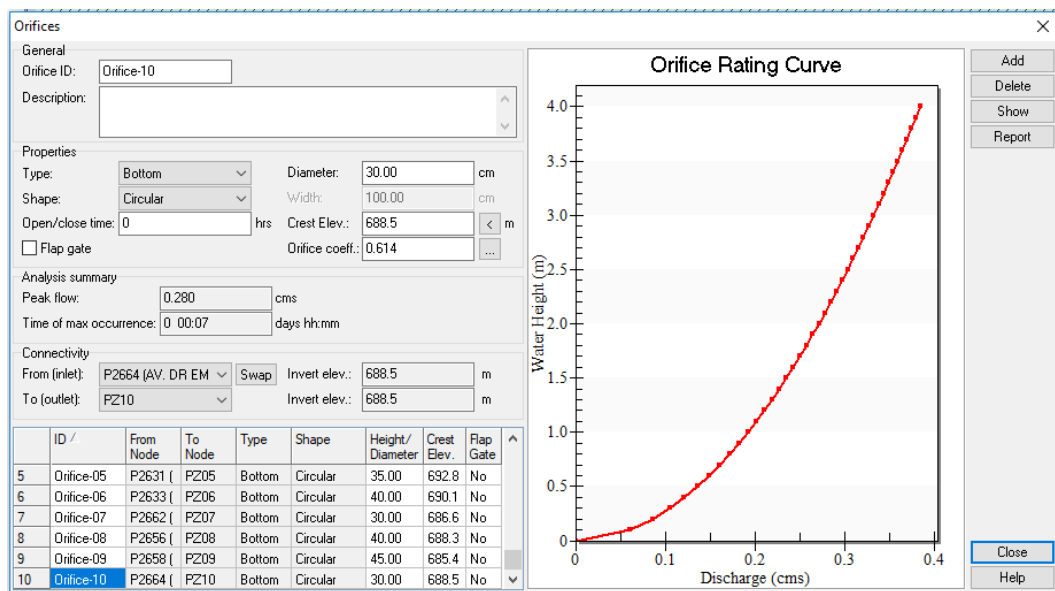 Orifices
General
Orifice ID: Orifice-10
Description:
Properties
Type: Bottom Diameter: 30.00 cm
Shape: Circular Width: 100.00 cm
Open/close time: 0 hrs Crest Elev.: 688.5 < m
Flap gate Orifice coeff.: 0.614 ...
Analysis summary
Peak flow: 0.280 cms
Time of max occurrence: 0 00:07 days hh:mm
Connectivity
From (inlet): P2664 (AV. DR EM Swap Invert elev.: 688.5 m
To (outlet): PZ10 Invert elev.: 688.5 m
ID From Node To Node Type Shape Height/ Diameter Crest Elev. Flap Gate
5 Orifice-05 P2631 ( PZ05 Bottom Circular 35.00 692.8 No
6 Orifice-06 P2633 ( PZ06 Bottom Circular 40.00 690.1 No
7 Orifice-07 P2662 ( PZ07 Bottom Circular 30.00 686.6 No
8 Orifice-08 P2656 ( PZ08 Bottom Circular 40.00 688.3 No
9 Orifice-09 P2658 ( PZ09 Bottom Circular 45.00 685.4 No
10 Orifice-10 P2664 ( PZ10 Bottom Circular 30.00 688.5 No
Orifice Rating Curve
Water Height (m)
4.0
3.5
3.0
2.5
2.0
1.5
1.0
0.5
0
0 0.1 0.2 0.3 0.4
Discharge (cms)
Add
Delete
Show
Report
Close
Help